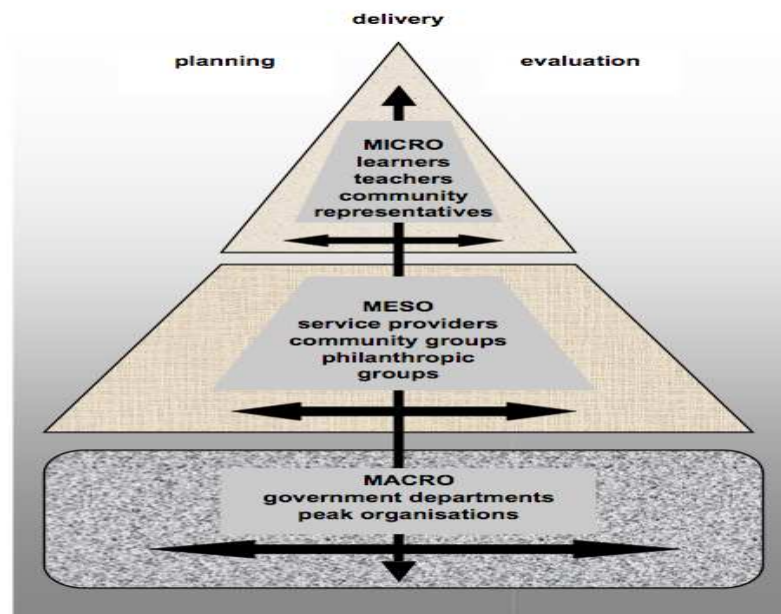 delivery
planning
evaluation
MICRO
learners
teachers
community
representatives
MESO
service providers
community groups
philanthropic
groups
MACRO
government departments
peak organisations